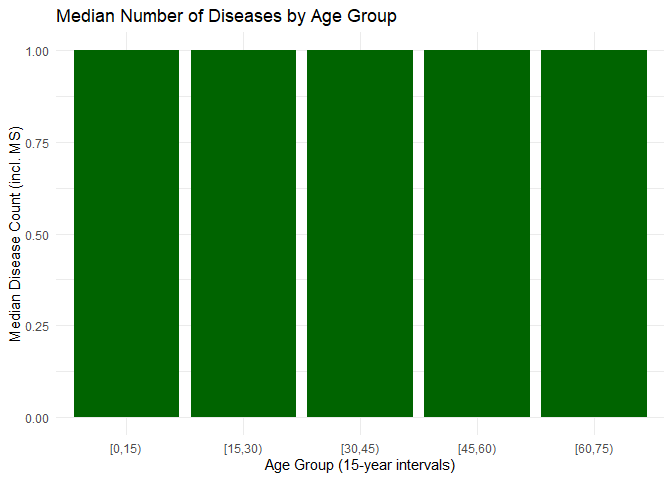 Median Number of Diseases by Age Group
Median Disease Count (incl. MS)
1.00
0.75
0.50
0.25
0.00
[0,15) [15,30) [30,45) [45,60) [60,75)
Age Group (15-year intervals)